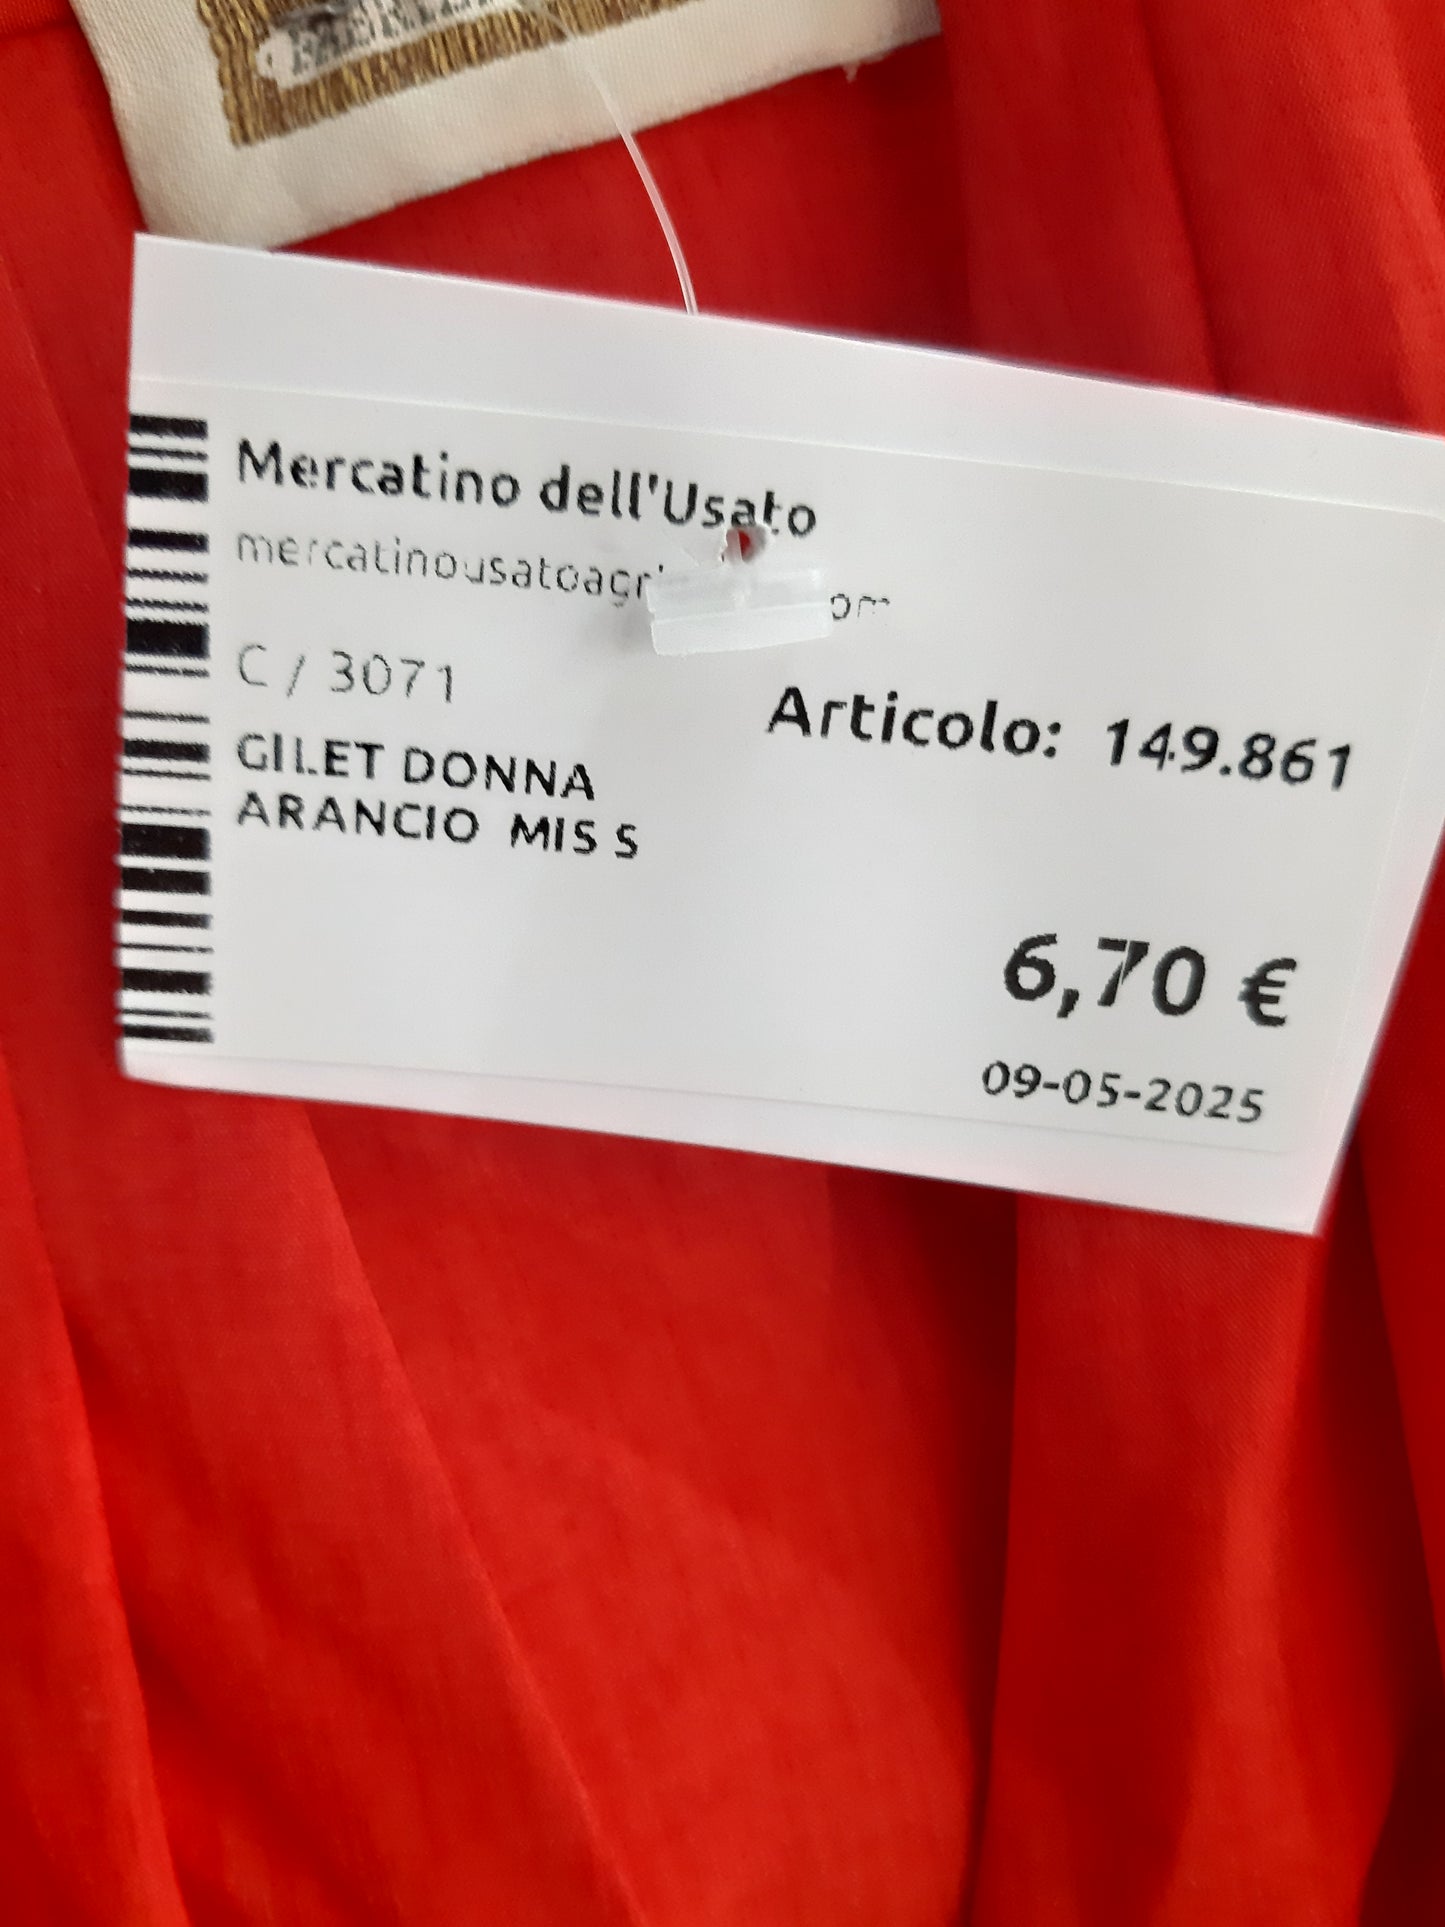 Mercatino dell'Usato
C / 3071
Articolo: 149.861
GILET DONNA
ARANCIO MIS S
6,70 €
09-05-2025